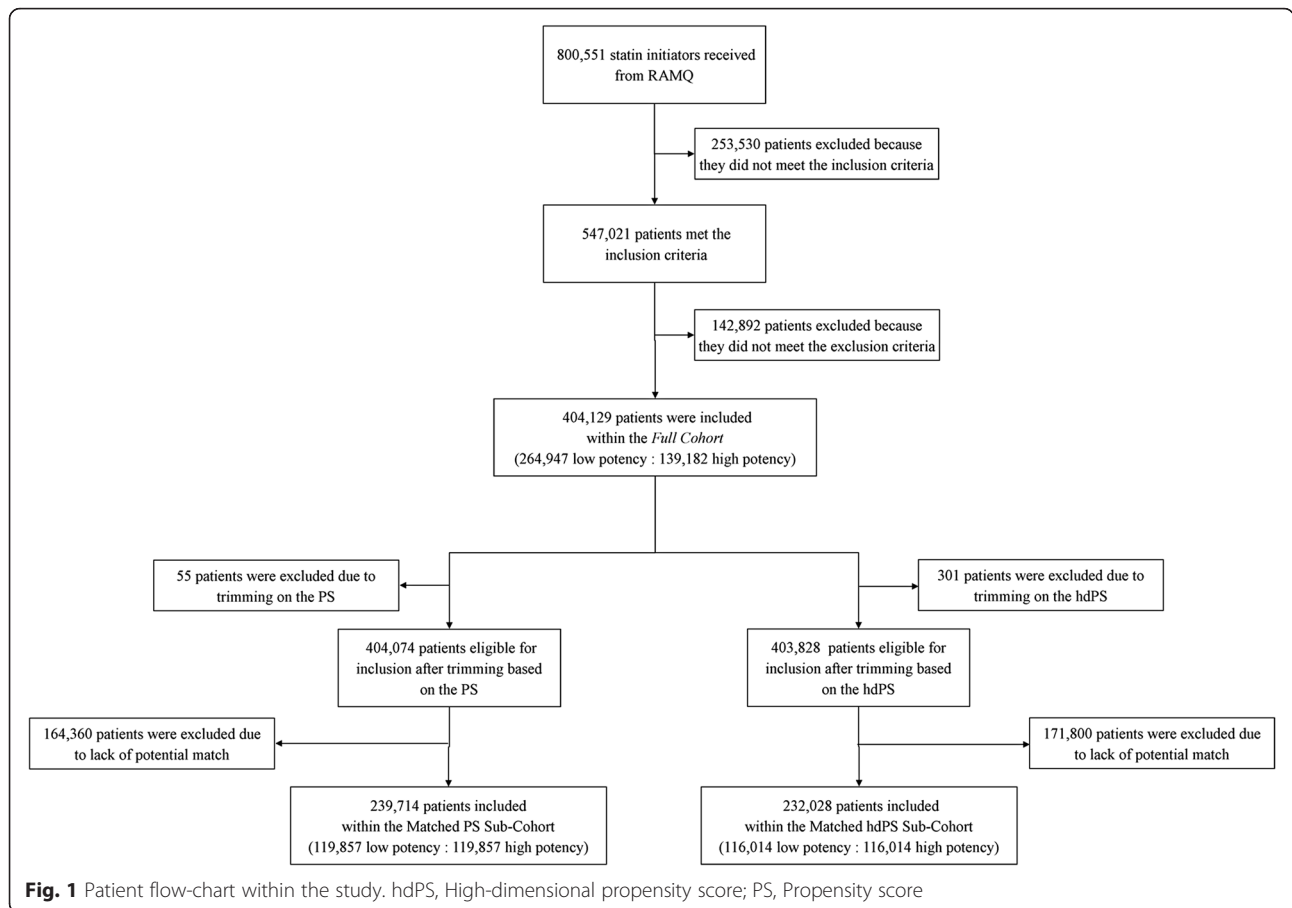 800,551 statin initiators received
from RAMQ
253,530 patients excluded because
they did not meet the inclusion criteria
547,021 patients met the
inclusion criteria
142,892 patients excluded because
they did not meet the exclusion criteria
404,129 patients were included
within the Full Cohort
(264,947 low potency : 139,182 high potency)
55 patients were excluded due to
trimming on the PS
301 patients were excluded due to
trimming on the hdPS
404,074 patients eligible for
inclusion after trimming based
on the PS
403,828 patients eligible for
inclusion after trimming based
on the hdPS
164,360 patients were excluded due
to lack of potential match
171,800 patients were excluded due
to lack of potential match
239,714 patients included
within the Matched PS Sub-Cohort
(119,857 low potency : 119,857 high potency)
232,028 patients included
within the Matched hdPS Sub-Cohort
(116,014 low potency : 116,014 high potency)
Fig. 1 Patient flow-chart within the study. hdPS, High-dimensional propensity score; PS, Propensity score